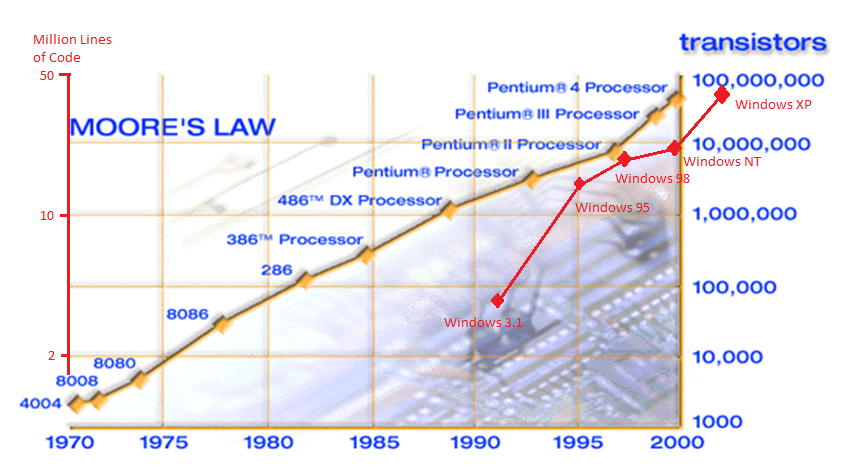 Million Lines
of Code
transistors
50
100,000,000
Pentium® 4 Processor
Windows XP
Pentium® III Processor
MOORE'S LAW
Pentium® II Processor
10,000,000
Windows NT
Pentium® Processor
Windows 98
486™ DX Processor
Windows 95
10
1,000,000
386™ Processor
286
100,000
8086
Windows 3.1
2
10,000
8080
8008
4004
1000
1970
1975
1980
1985
1990
1995
2000